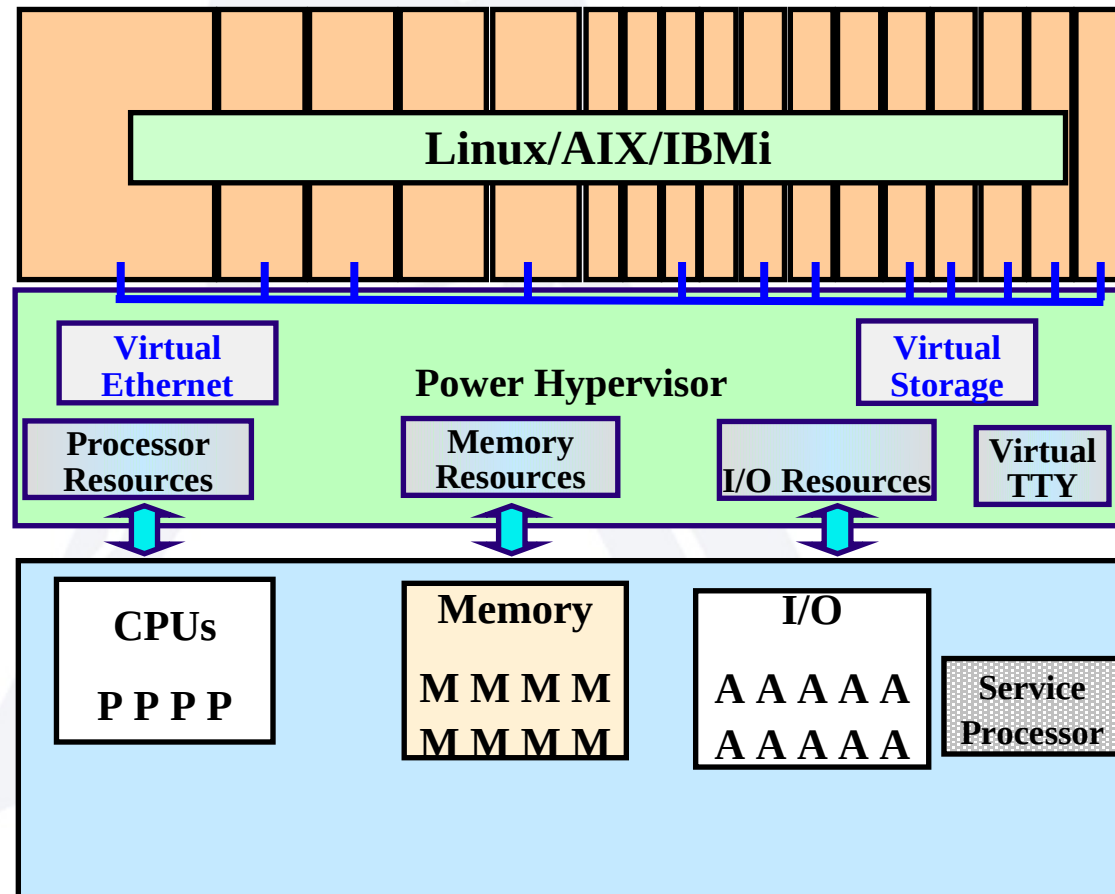 Linux/AIX/IBMi
Virtual
Ethernet
Virtual
Storage
Power Hypervisor
Processor
Resources
Memory
Resources
I/O Resources
Virtual
TTY
CPUs
P P P P
Memory
M M M M
M M M M
I/O
A A A A A
A A A A A
Service
Processor